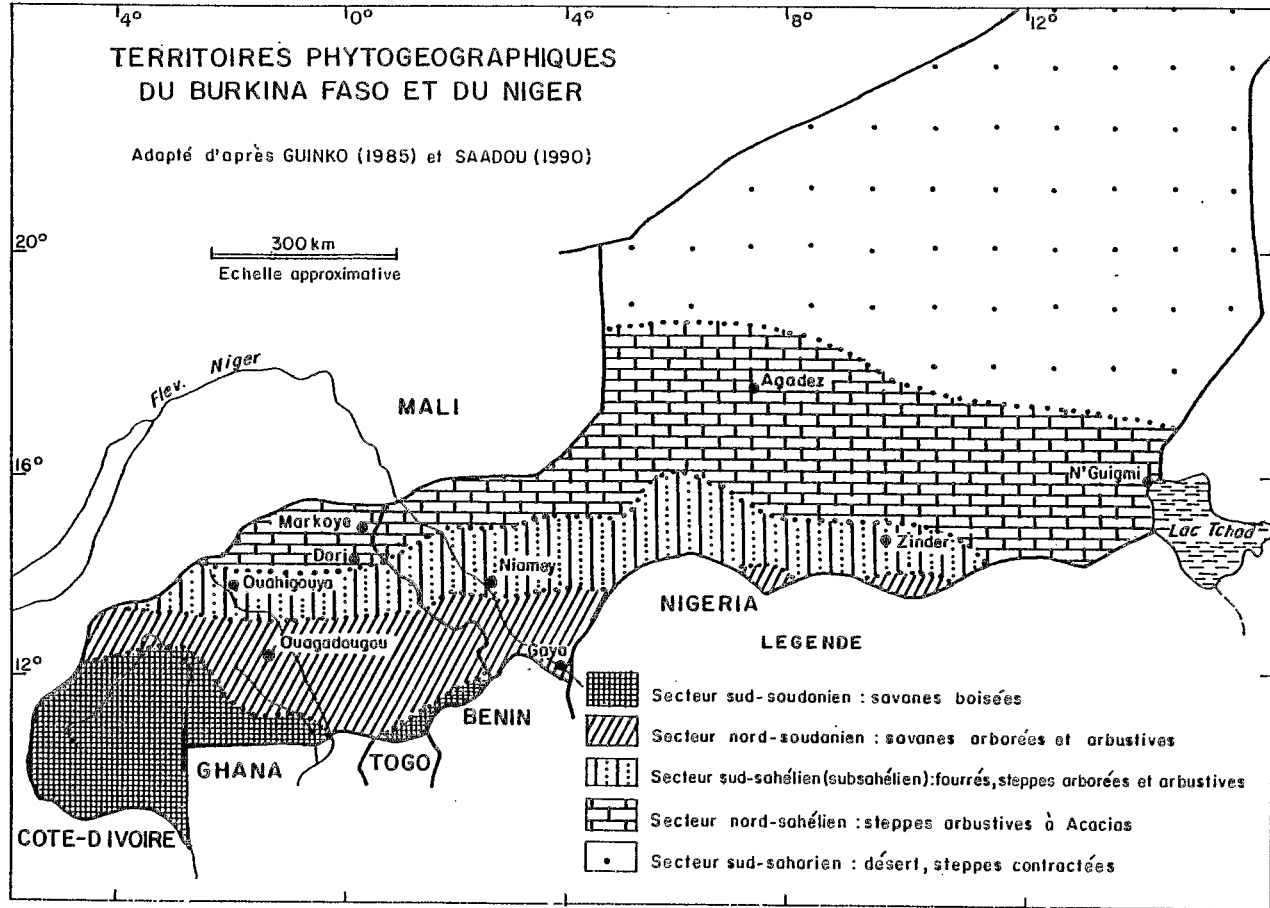 4° 0° 4° 8° 12°
TERRITOIRES PHYTOGEOGRAPHIQUES
DU BURKINA FASO ET DU NIGER
Adapté d'après GUINKO (1985) et SAADOU (1990)
300 km
Echelle approximative
20°
Flev. Niger
MALI
Agadez
16°
N'Guigmi
Markoye
Lac Tchad
Dori
Zinder
Ouahigouya
Niamey
NIGERIA
Ouagadougou
Gaya
LEGENDE
12°
Secteur sud-soudanien : savanes boisées
BENIN
Secteur nord-soudanien : savanes arborées et arbustives
GHANA
TOGO
Secteur sud-sahélien (subsahélien) : fourrés, steppes arborées et arbustives
Secteur nord-sahélien : steppes arbustives à Acacias
COTE-D IVOIRE
Secteur sud-saharien : désert, steppes contractées